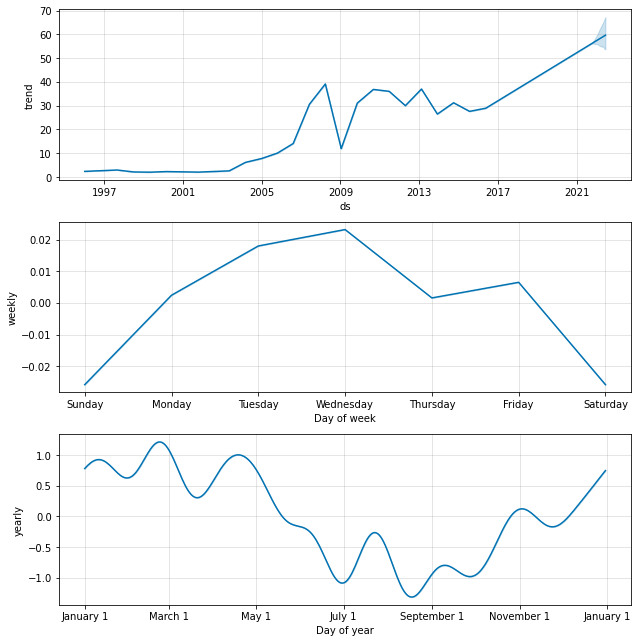 70
60
50
40
30
20
10
0
trend
1997 2001 2005 2009 2013 2017 2021
ds
0.02
0.01
0.00
−0.01
−0.02
weekly
Sunday Monday Tuesday Wednesday Thursday Friday Saturday
Day of week
1.0
0.5
0.0
−0.5
−1.0
yearly
January 1 March 1 May 1 July 1 September 1 November 1 January 1
Day of year